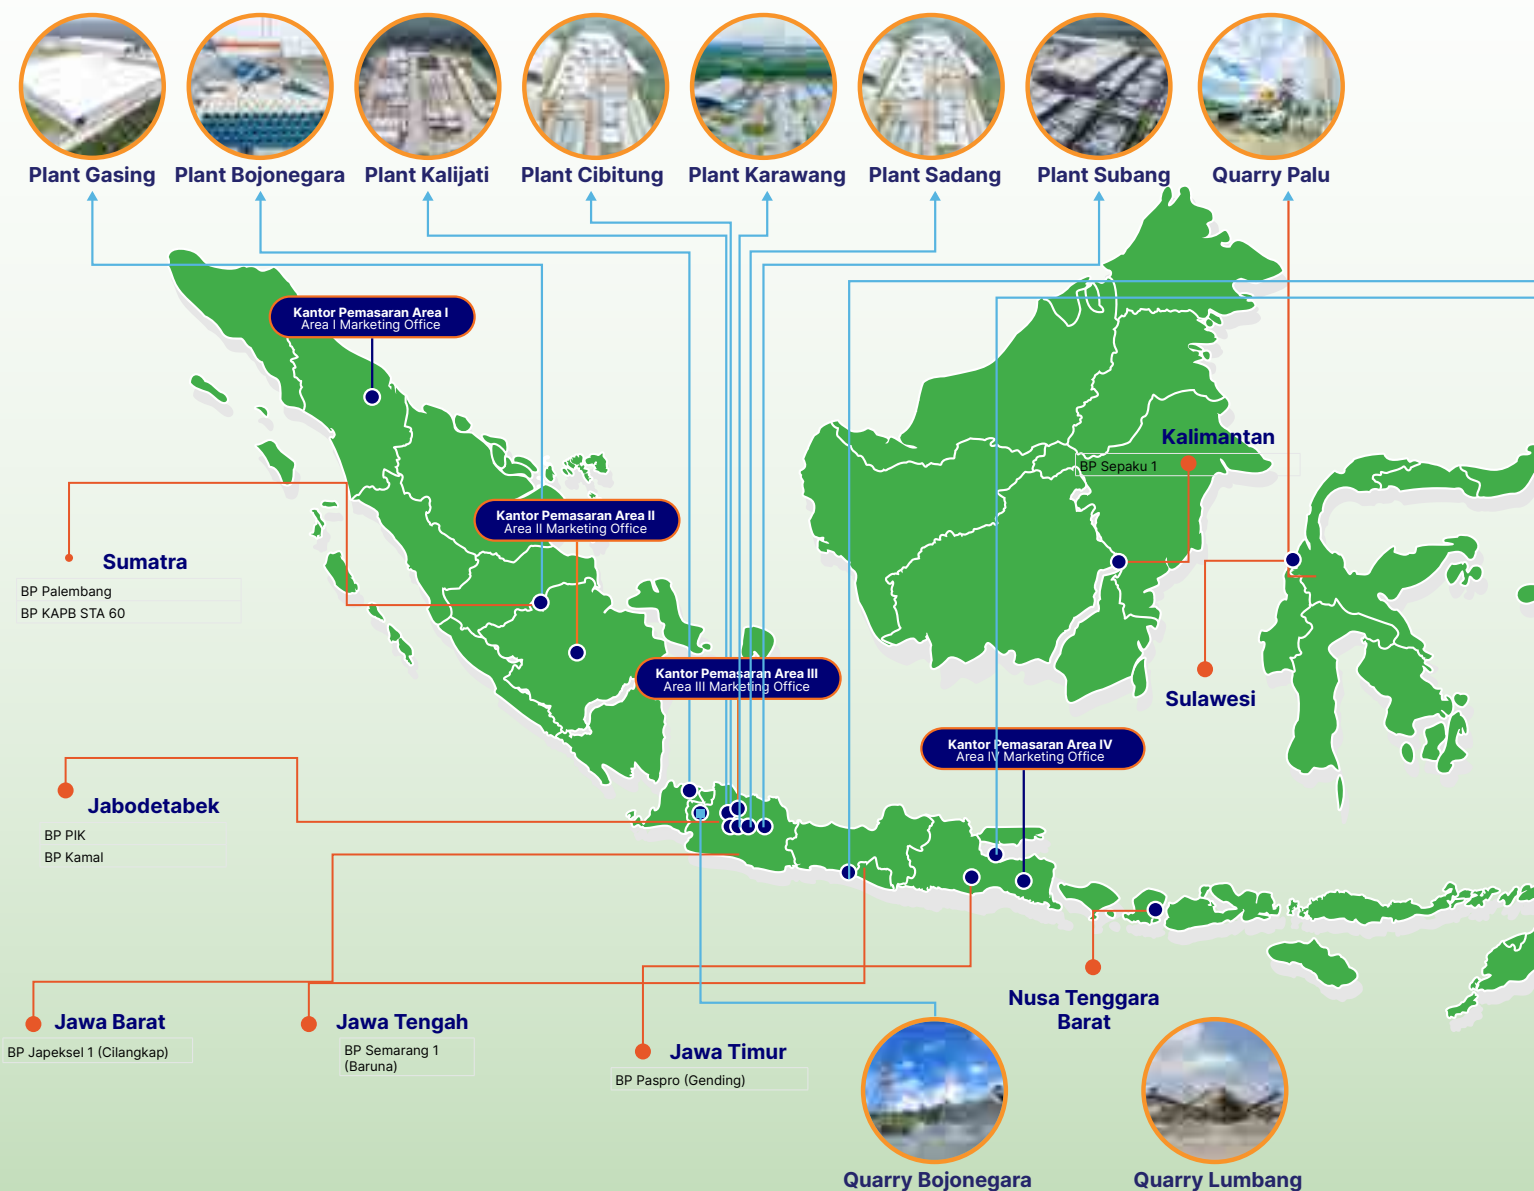 Plant Gasing
Plant Bojonegara
Plant Kalijati
Plant Cibitung
Plant Karawang
Plant Sadang
Plant Subang
Quarry Palu
Kantor Pemasaran Area I
Area I Marketing Office
Kalimantan
BP Sepaku 1
Kantor Pemasaran Area II
Area II Marketing Office
Sumatra
BP Palembang
BP KAPB STA 60
Kantor Pemasaran Area III
Area III Marketing Office
Sulawesi
Kantor Pemasaran Area IV
Area IV Marketing Office
Jabodetabek
BP PIK
BP Kamal
Nusa Tenggara
Barat
Jawa Barat
BP Japeksel 1 (Cilangkap)
Jawa Tengah
BP Semarang 1
(Baruna)
Jawa Timur
BP Paspro (Gending)
Quarry Bojonegara
Quarry Lumbang